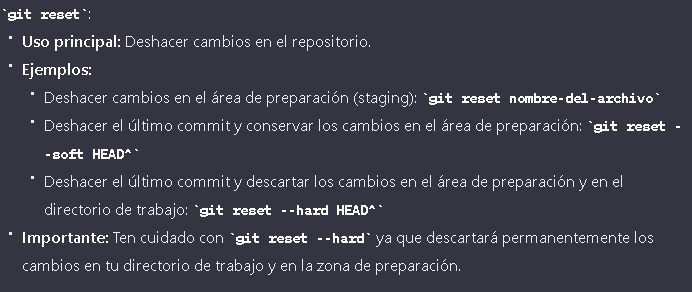 `git reset`:
• Uso principal: Deshacer cambios en el repositorio.
• Ejemplos:
• Deshacer cambios en el área de preparación (staging): `git reset nombre-del-archivo`
• Deshacer el último commit y conservar los cambios en el área de preparación: `git reset -
-soft HEAD^`
• Deshacer el último commit y descartar los cambios en el área de preparación y en el
directorio de trabajo: `git reset --hard HEAD^`
• Importante: Ten cuidado con `git reset --hard` ya que descartará permanentemente los
cambios en tu directorio de trabajo y en la zona de preparación.